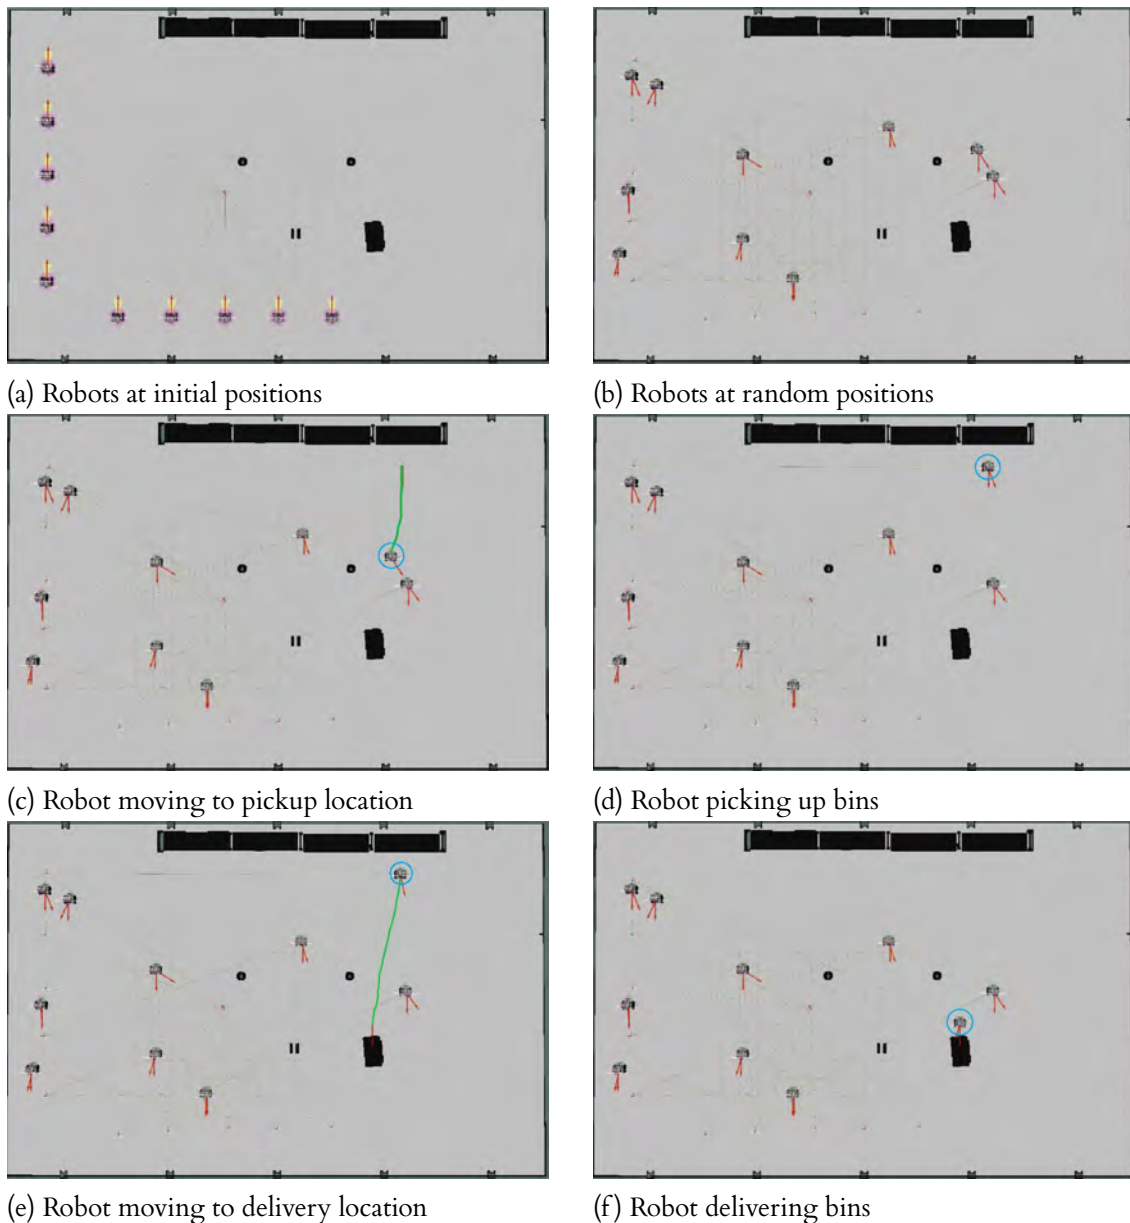 (a) Robots at initial positions
(b) Robots at random positions
(c) Robot moving to pickup location
(d) Robot picking up bins
(e) Robot moving to delivery location
(f) Robot delivering bins